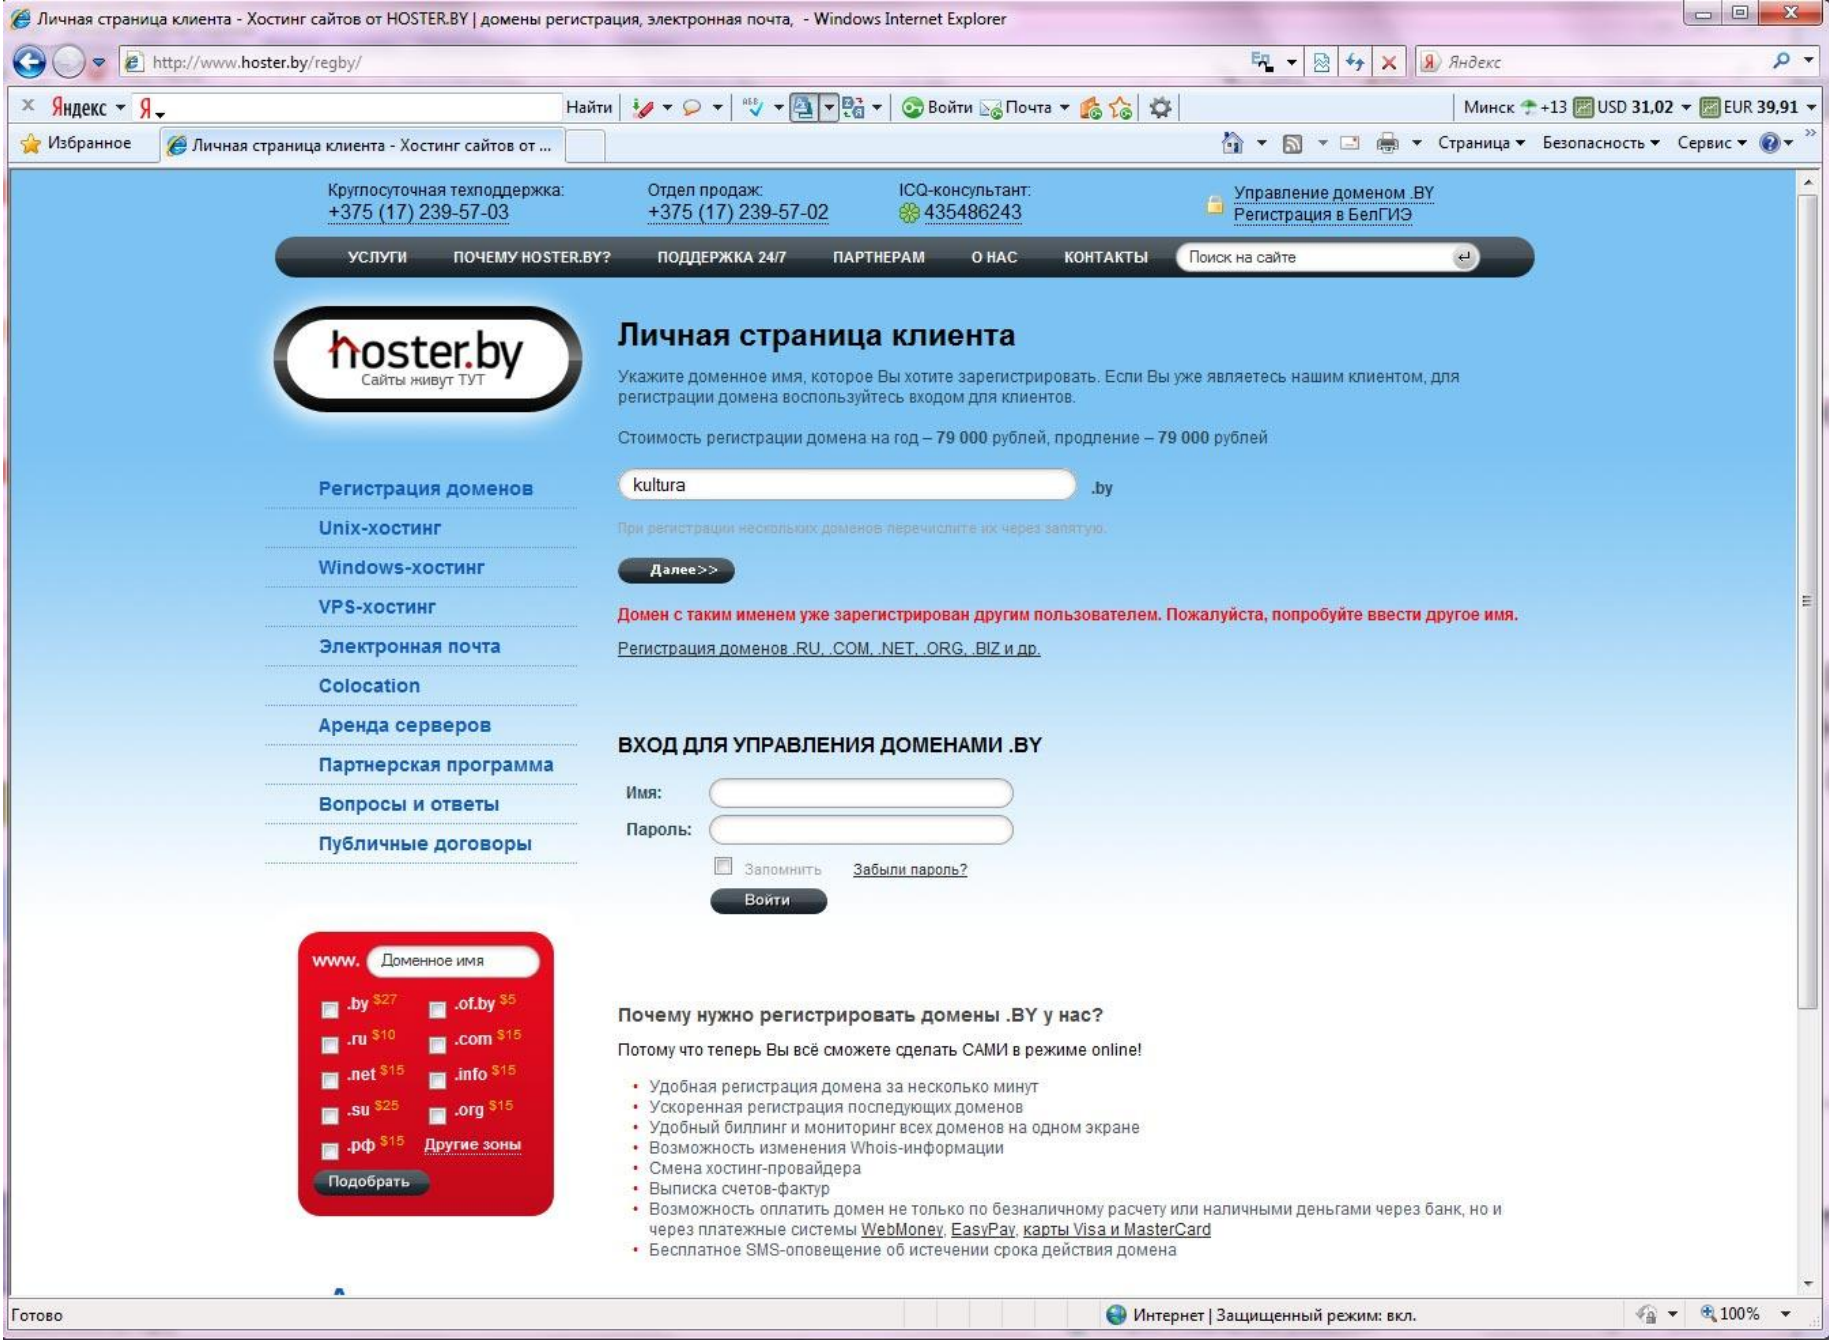 Личная страница клиента - Хостинг сайтов от HOSTER.BY | домены регистрация, электронная почта, - Windows Internet Explorer
http://www.hoster.by/regby/
Яндекс
Яндекс
Я
Найти
Войти
Почта
Минск
+13
USD 31,02
EUR 39,91
Избранное
Личная страница клиента - Хостинг сайтов от ...
Страница
Безопасность
Сервис
Круглосуточная техподдержка:
+375 (17) 239-57-03
Отдел продаж:
+375 (17) 239-57-02
ICQ-консультант:
435486243
Управление доменом .BY
Регистрация в БелГИЭ
УСЛУГИ
ПОЧЕМУ HOSTER.BY?
ПОДДЕРЖКА 24/7
ПАРТНЕРАМ
О НАС
КОНТАКТЫ
Поиск на сайте
hoster.by
Сайты живут ТУТ
Регистрация доменов
Unix-хостинг
Windows-хостинг
VPS-хостинг
Электронная почта
Colocation
Аренда серверов
Партнерская программа
Вопросы и ответы
Публичные договоры
www. Доменное имя
.by $27
.of.by $5
.ru $10
.com $15
.net $15
.info $15
.su $25
.org $15
.рф $15
Другие зоны
Подобрать
Личная страница клиента
Укажите доменное имя, которое Вы хотите зарегистрировать. Если Вы уже являетесь нашим клиентом, для
регистрации домена воспользуйтесь входом для клиентов.
Стоимость регистрации домена на год – 79 000 рублей, продление – 79 000 рублей
kultura
.by
При регистрации нескольких доменов перечислите их через запятую.
Далее>>
Домен с таким именем уже зарегистрирован другим пользователем. Пожалуйста, попробуйте ввести другое имя.
Регистрация доменов .RU, .COM, .NET, .ORG, .BIZ и др.
ВХОД ДЛЯ УПРАВЛЕНИЯ ДОМЕНАМИ .BY
Имя:
Пароль:
Запомнить
Забыли пароль?
Войти
Почему нужно регистрировать домены .BY у нас?
Потому что теперь Вы всё сможете сделать САМИ в режиме online!
• Удобная регистрация домена за несколько минут
• Ускоренная регистрация последующих доменов
• Удобный биллинг и мониторинг всех доменов на одном экране
• Возможность изменения Whois-информации
• Смена хостинг-провайдера
• Выписка счетов-фактур
• Возможность оплатить домен не только по безналичному расчету или наличными деньгами через банк, но и
через платежные системы WebMoney, EasyPay, карты Visa и MasterCard
• Бесплатное SMS-оповещение об истечении срока действия домена
Готово
Интернет | Защищенный режим: вкл.
100%